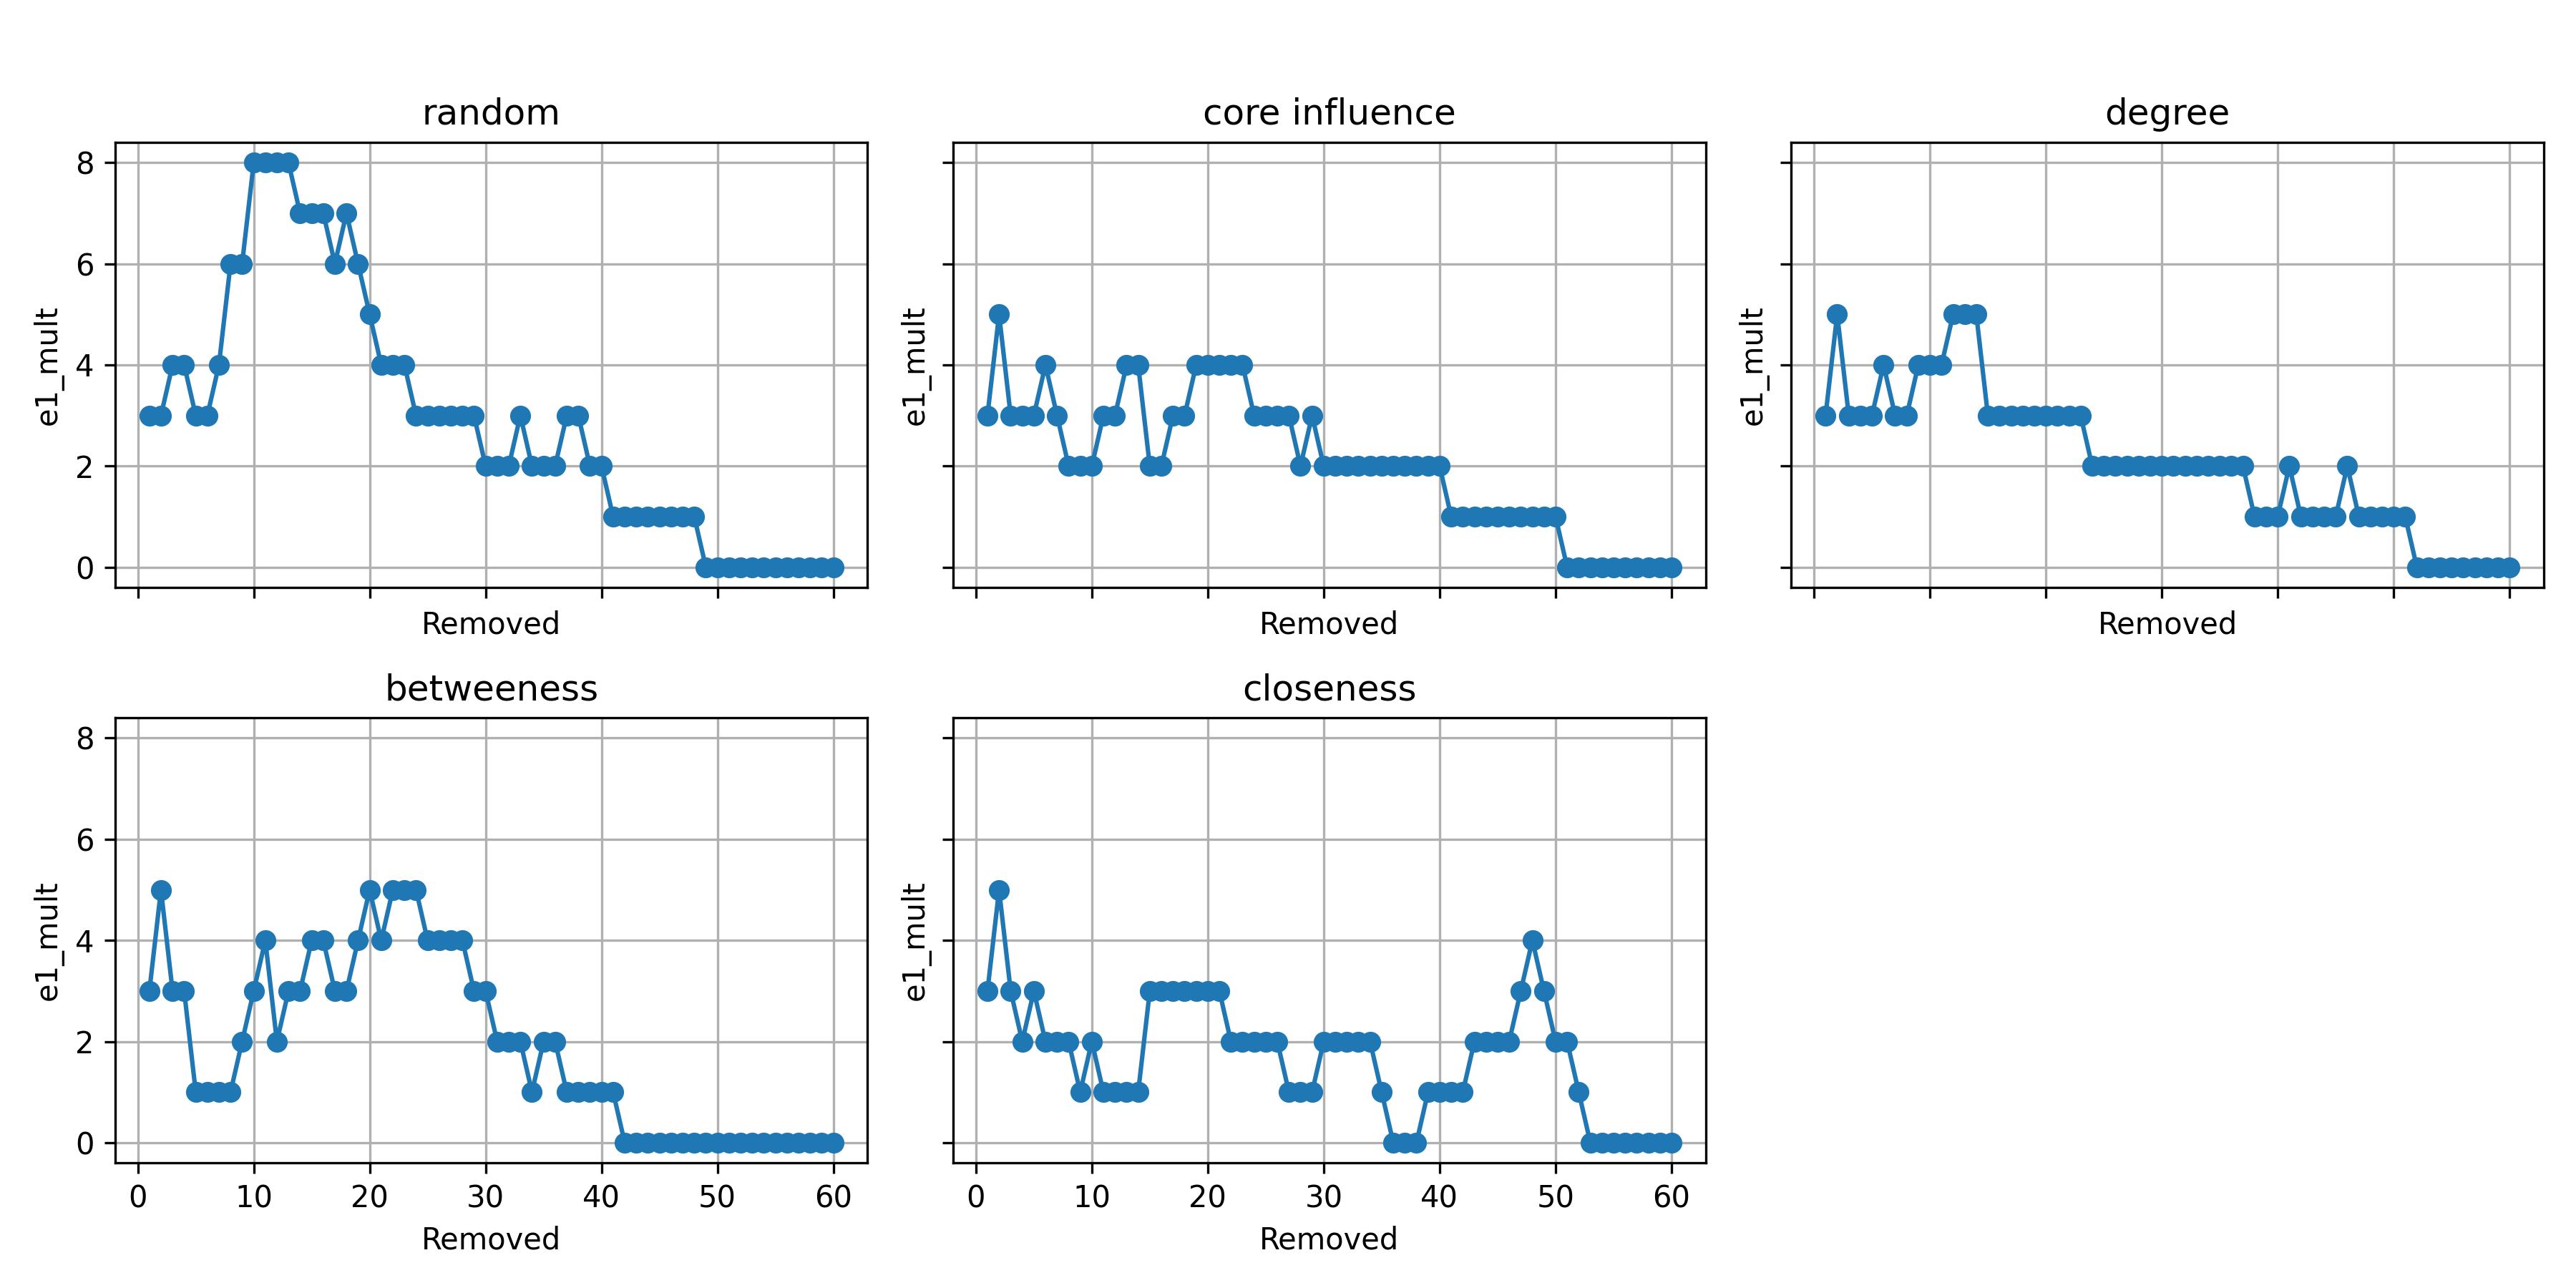 random
core influence
degree
8
6
4
2
0
e1_mult
e1_mult
e1_mult
Removed
Removed
Removed
betweeness
closeness
8
6
4
2
0
e1_mult
e1_mult
0 10 20 30 40 50 60
0 10 20 30 40 50 60
Removed
Removed